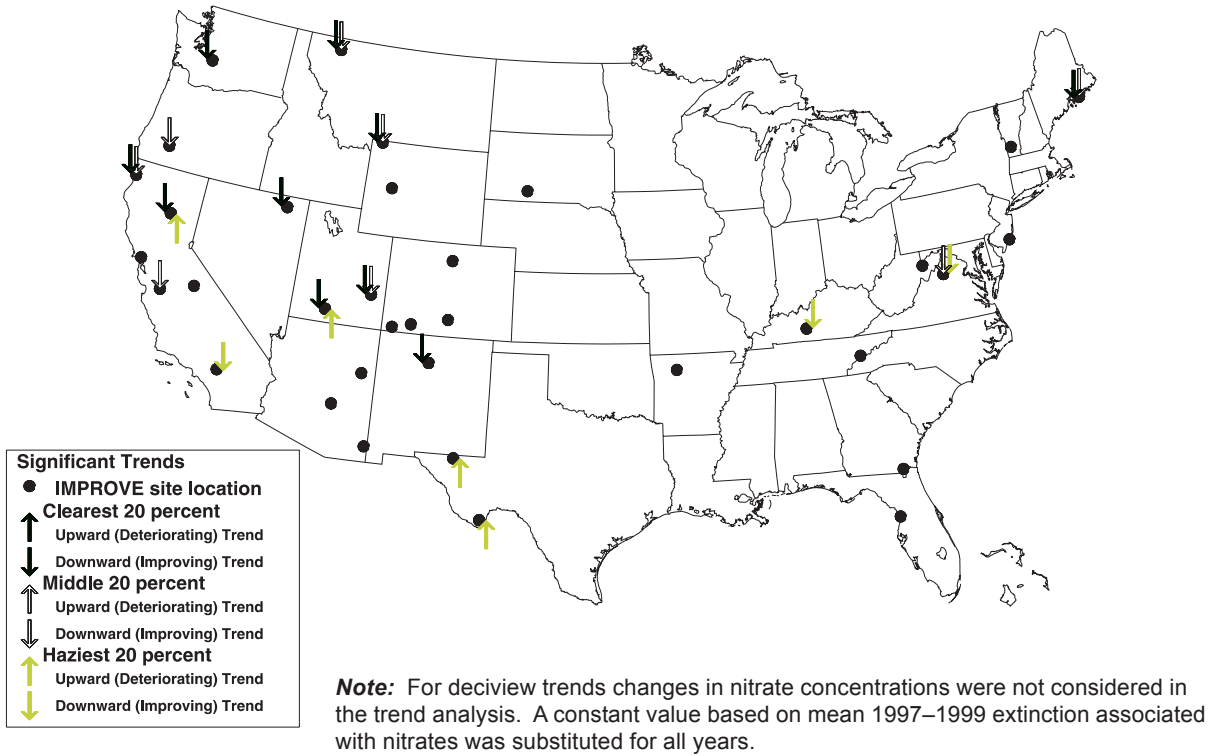 Significant Trends
IMPROVE site location
Clearest 20 percent
Upward (Deteriorating) Trend
Downward (Improving) Trend
Middle 20 percent
Upward (Deteriorating) Trend
Downward (Improving) Trend
Haziest 20 percent
Upward (Deteriorating) Trend
Downward (Improving) Trend
Note: For deciview trends changes in nitrate concentrations were not considered in
the trend analysis. A constant value based on mean 1997–1999 extinction associated
with nitrates was substituted for all years.